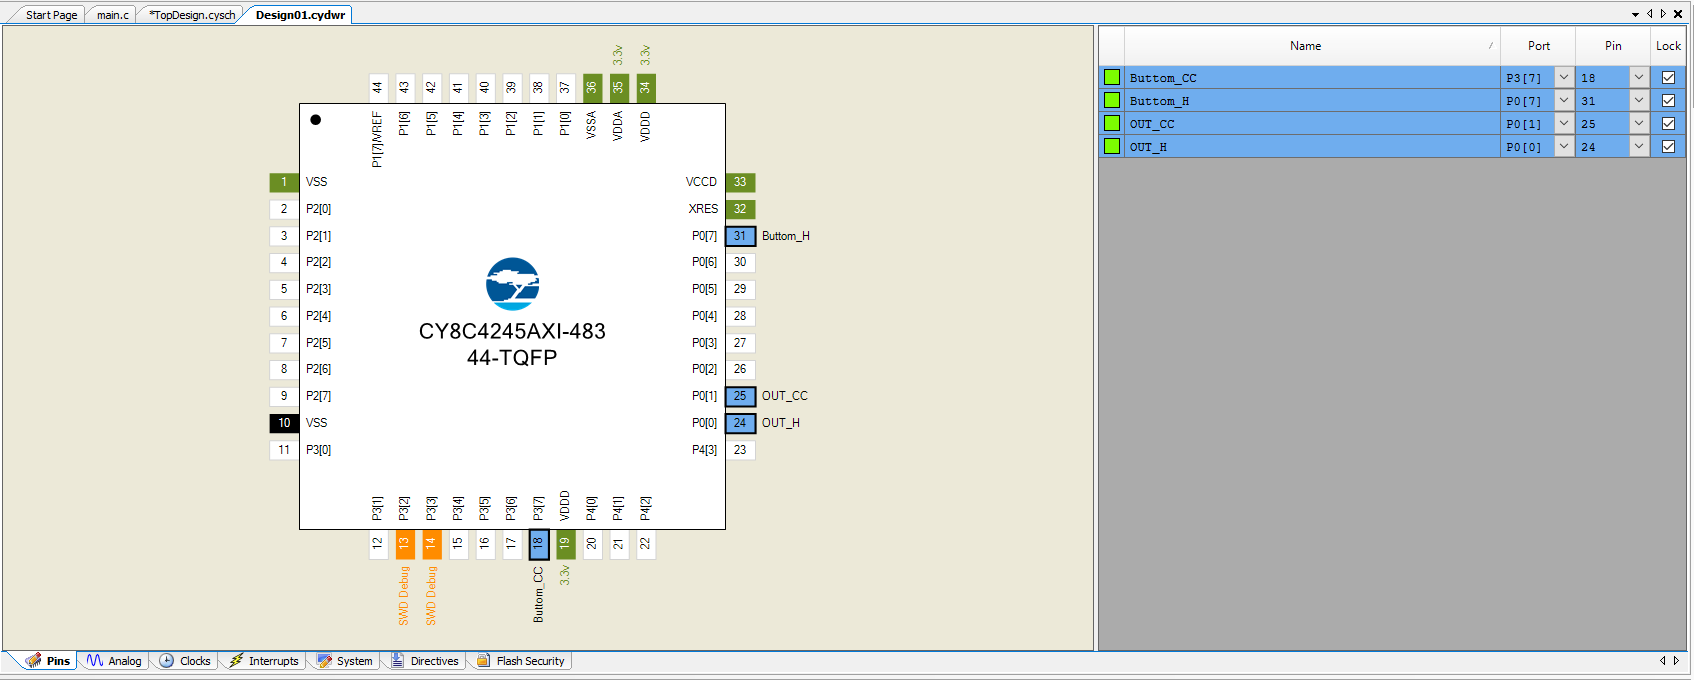 Start Page main.c *TopDesign.cysch Design01.cydwr
3.3v 3.3v
44 43 42 41 40 39 38 37 36 35 34
P1[7]/VREF P1[6] P1[5] P1[4] P1[3] P1[2] P1[1] P1[0] VSSA VDDA VDDD
1 VSS VCCD 33
2 P2[0] XRES 32
3 P2[1] P0[7] 31 Buttom_H
4 P2[2] P0[6] 30
5 P2[3] P0[5] 29
6 P2[4] P0[4] 28
CY8C4245AXI-483
7 P2[5] P0[3] 27
44-TQFP
8 P2[6] P0[2] 26
9 P2[7] P0[1] 25 OUT_CC
10 VSS P0[0] 24 OUT_H
11 P3[0] P4[3] 23
P3[1] P3[2] P3[3] P3[4] P3[5] P3[6] P3[7] VDDD P4[0] P4[1] P4[2]
12 13 14 15 16 17 18 19 20 21 22
SWD Debug SWD Debug Buttom_CC 3.3v
Name Port Pin Lock
Buttom_CC P3[7] 18
Buttom_H P0[7] 31
OUT_CC P0[1] 25
OUT_H P0[0] 24
Pins Analog Clocks Interrupts System Directives Flash Security